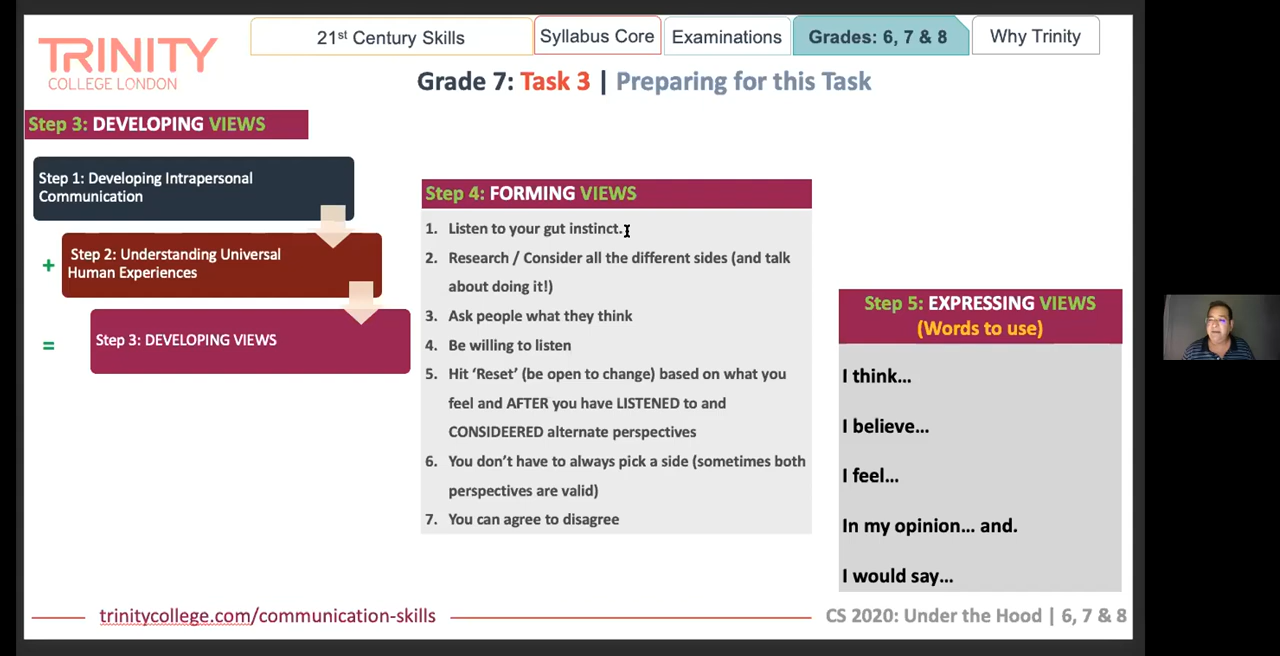 TRINITY
COLLEGE LONDON
21st Century Skills
Syllabus Core
Examinations
Grades: 6, 7 & 8
Why Trinity
Grade 7: Task 3 | Preparing for this Task
Step 3: DEVELOPING VIEWS
Step 1: Developing Intrapersonal
Communication
+
Step 2: Understanding Universal
Human Experiences
=
Step 3: DEVELOPING VIEWS
Step 4: FORMING VIEWS
1. Listen to your gut instinct.
2. Research / Consider all the different sides (and talk
about doing it!)
3. Ask people what they think
4. Be willing to listen
5. Hit ‘Reset’ (be open to change) based on what you
feel and AFTER you have LISTENED to and
CONSIDEERED alternate perspectives
6. You don’t have to always pick a side (sometimes both
perspectives are valid)
7. You can agree to disagree
Step 5: EXPRESSING VIEWS
(Words to use)
I think...
I believe...
I feel...
In my opinion... and.
I would say...
trinitycollege.com/communication-skills
CS 2020: Under the Hood | 6, 7 & 8